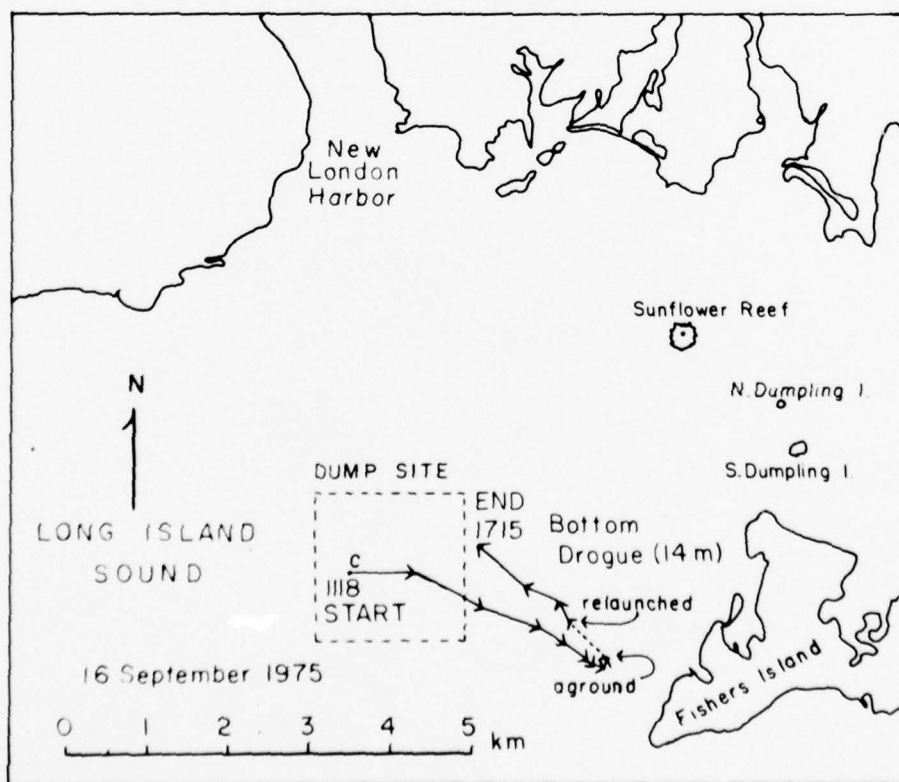 New
London
Harbor
Sunflower Reef
N
N. Dumpling I.
S. Dumpling I.
DUMP SITE
LONG ISLAND
SOUND
END
1715
Bottom
Drogue (14 m)
C
1118
START
relaunched
aground
Fishers Island
16 September 1975
0 1 2 3 4 5
km